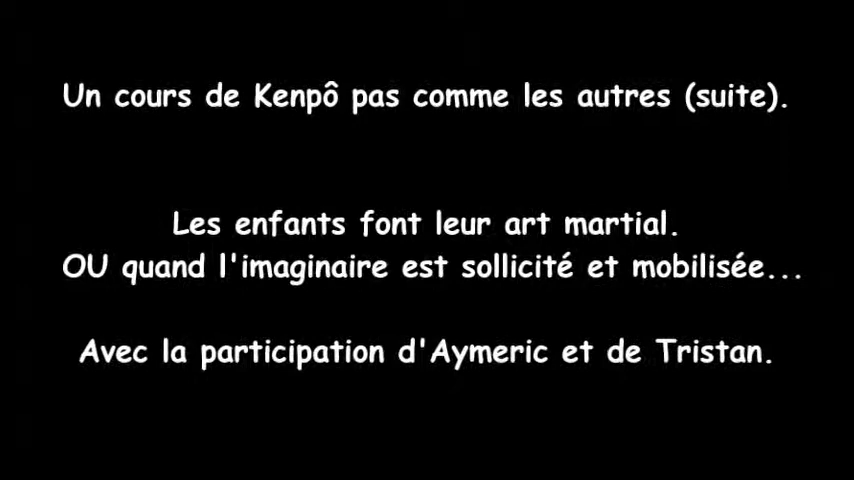 Un cours de Kenpô pas comme les autres (suite).
Les enfants font leur art martial.
OU quand l'imaginaire est sollicité et mobilisée...
Avec la participation d'Aymeric et de Tristan.